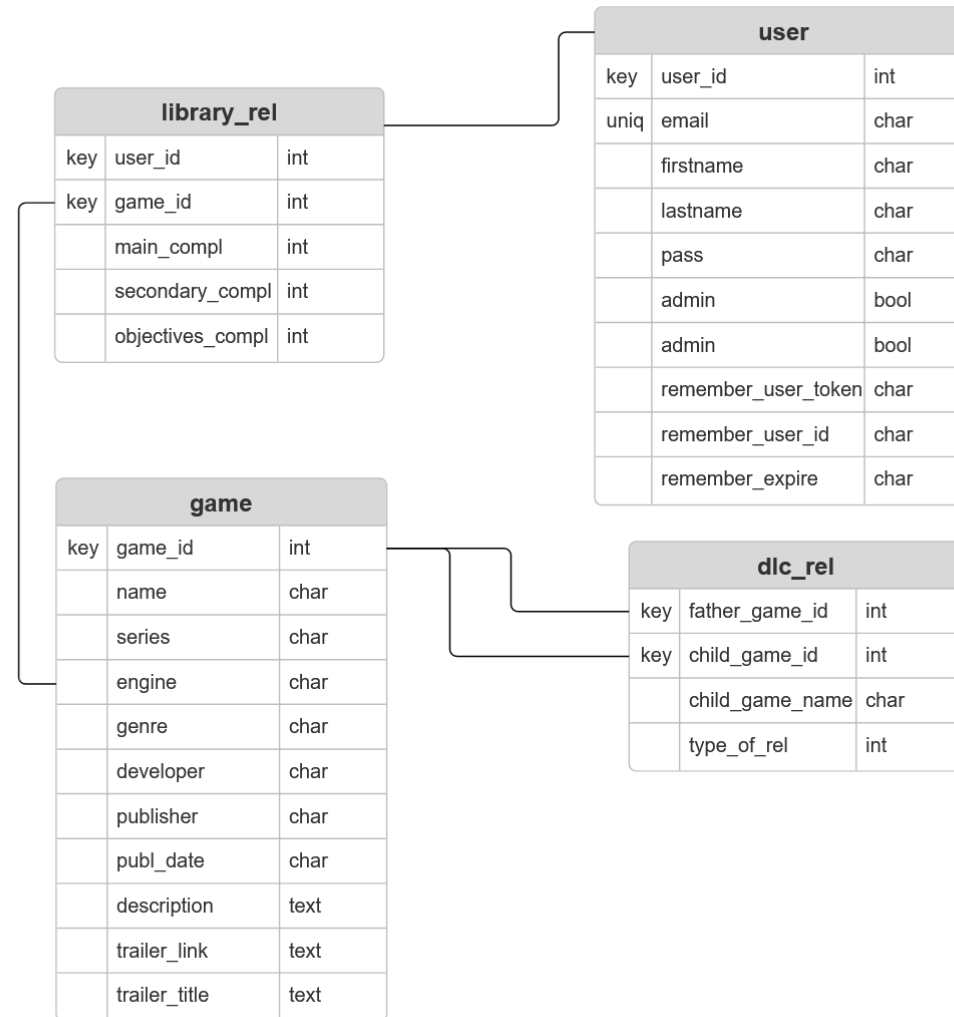 user
key user_id int
uniq email char
firstname char
lastname char
pass char
admin bool
admin bool
remember_user_token char
remember_user_id char
remember_expire char
library_rel
key user_id int
key game_id int
main_compl int
secondary_compl int
objectives_compl int
game
key game_id int
name char
series char
engine char
genre char
developer char
publisher char
publ_date char
description text
trailer_link text
trailer_title text
dlc_rel
key father_game_id int
key child_game_id int
child_game_name char
type_of_rel int